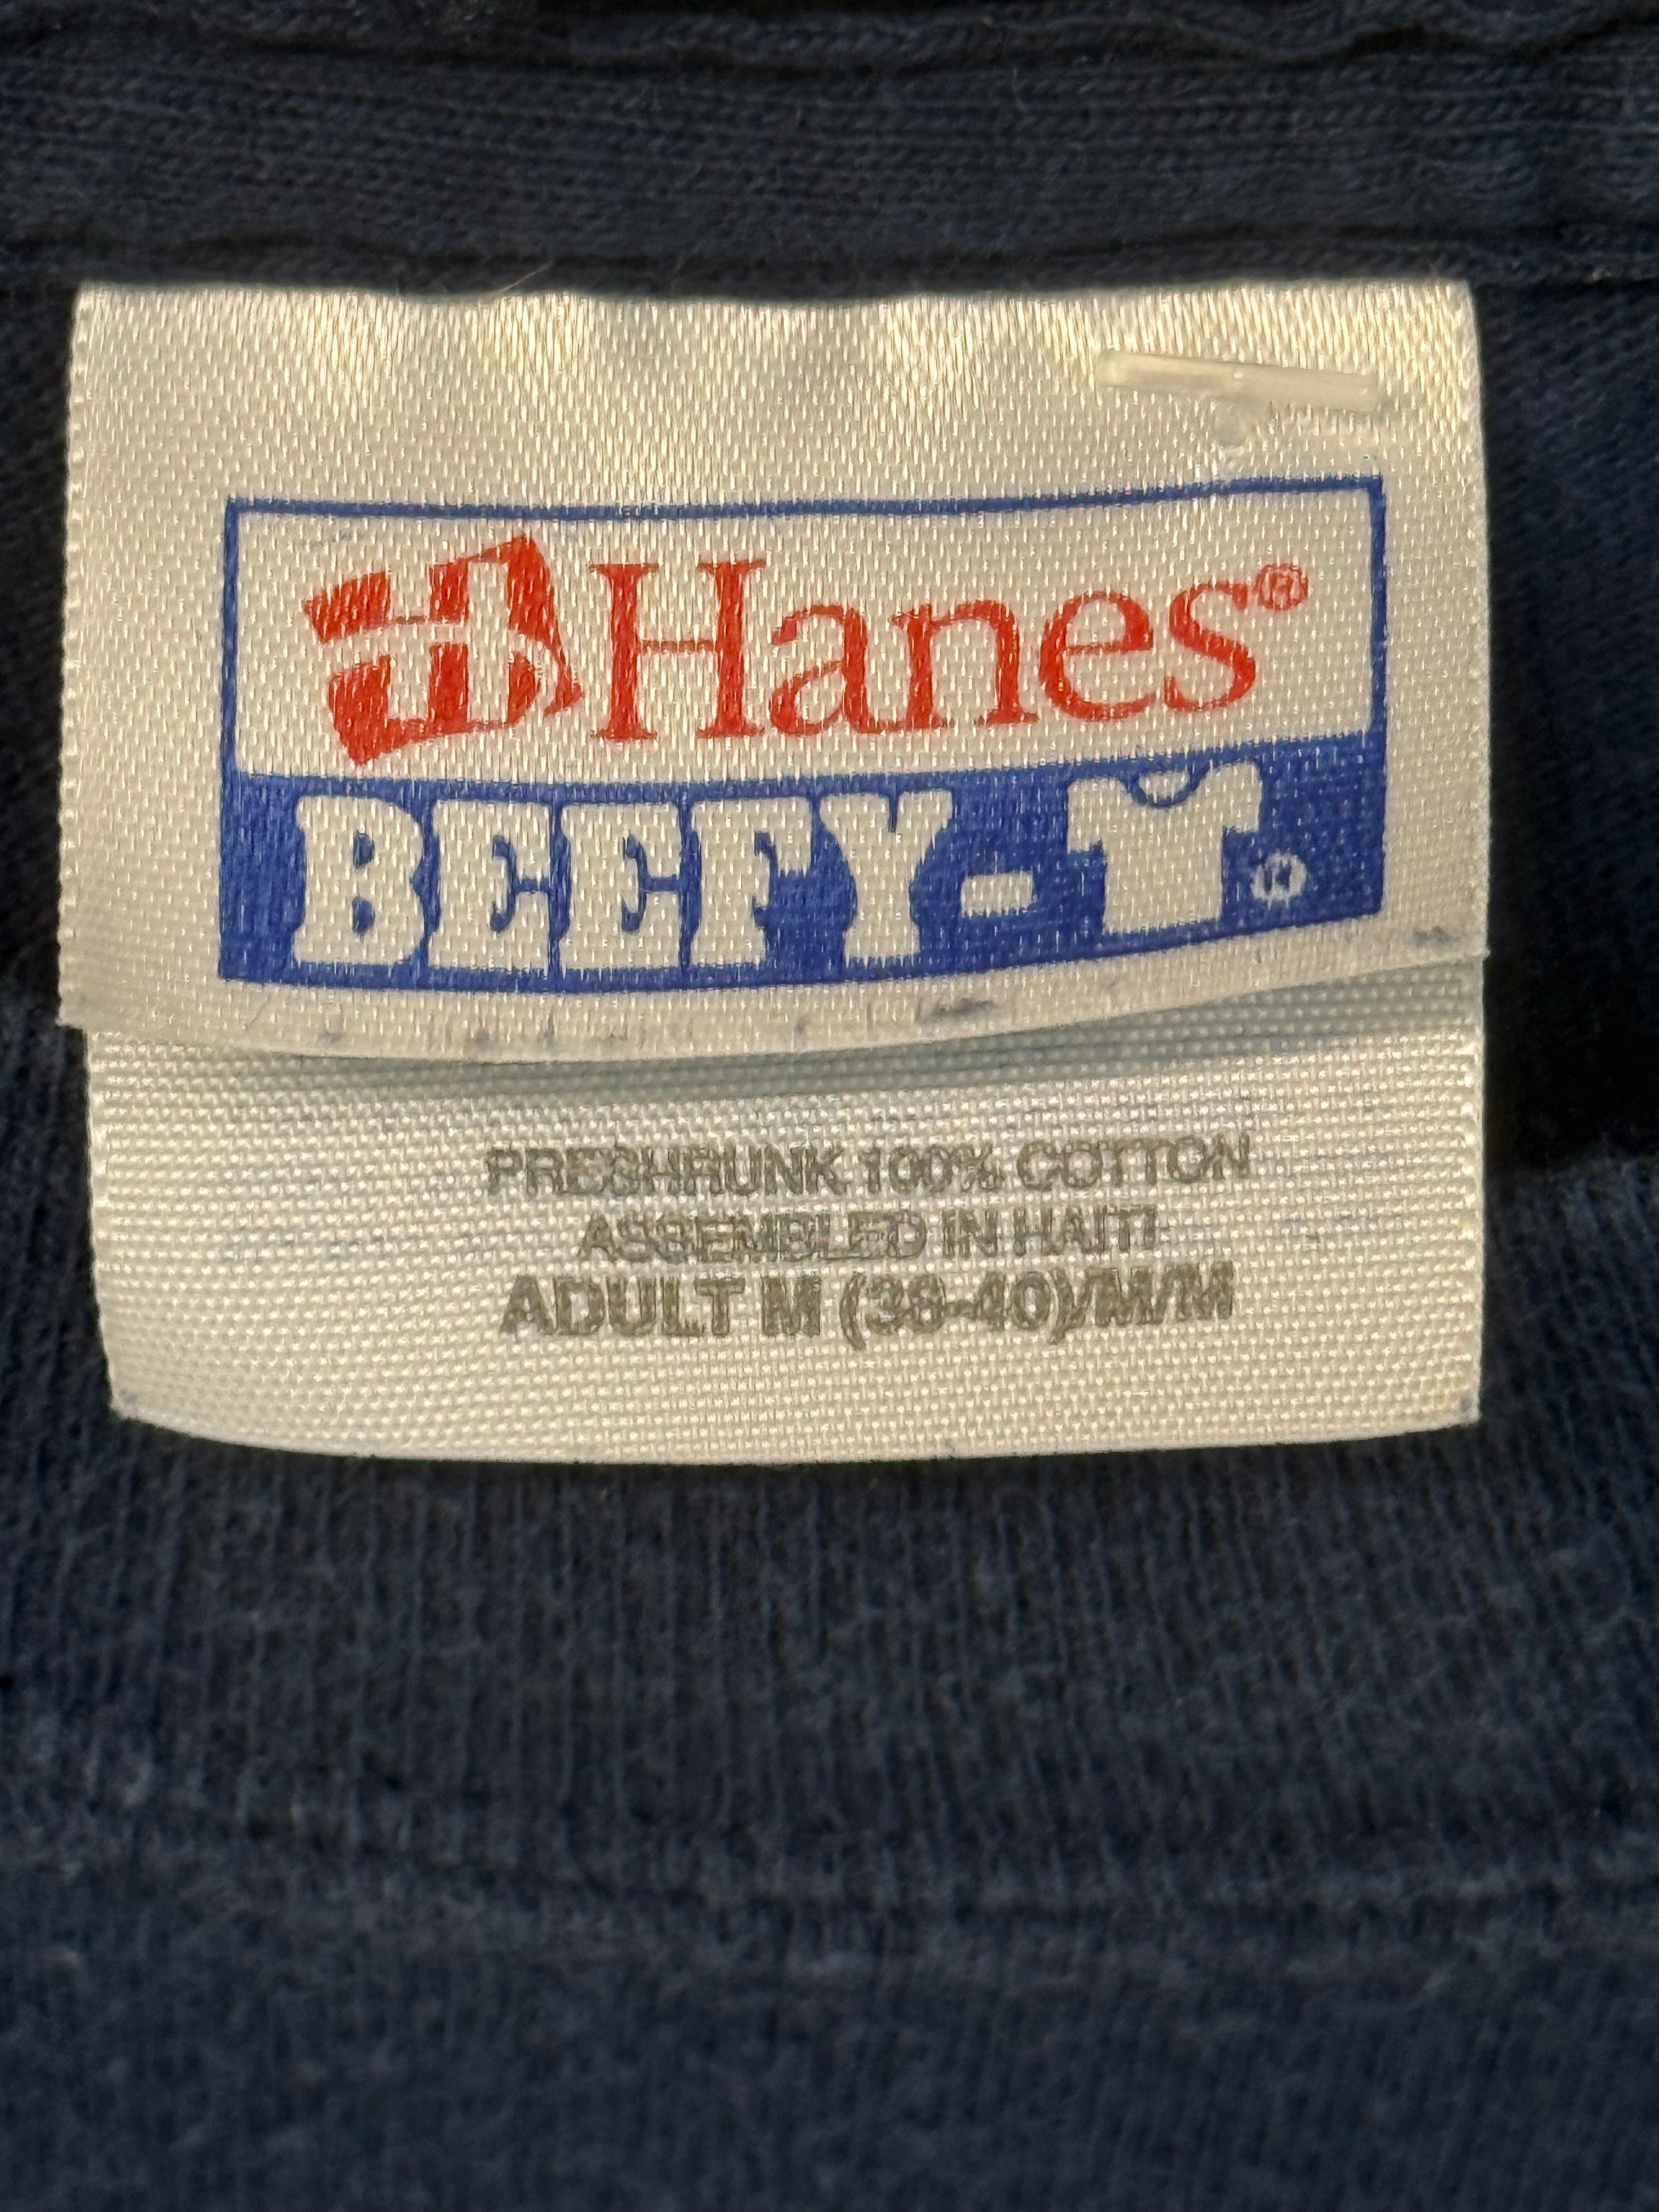 Hanes®
BEEFY-T®
PRESHRUNK 100% COTTON
ASSEMBLED IN HAITI
ADULT M (38-40)/M/M